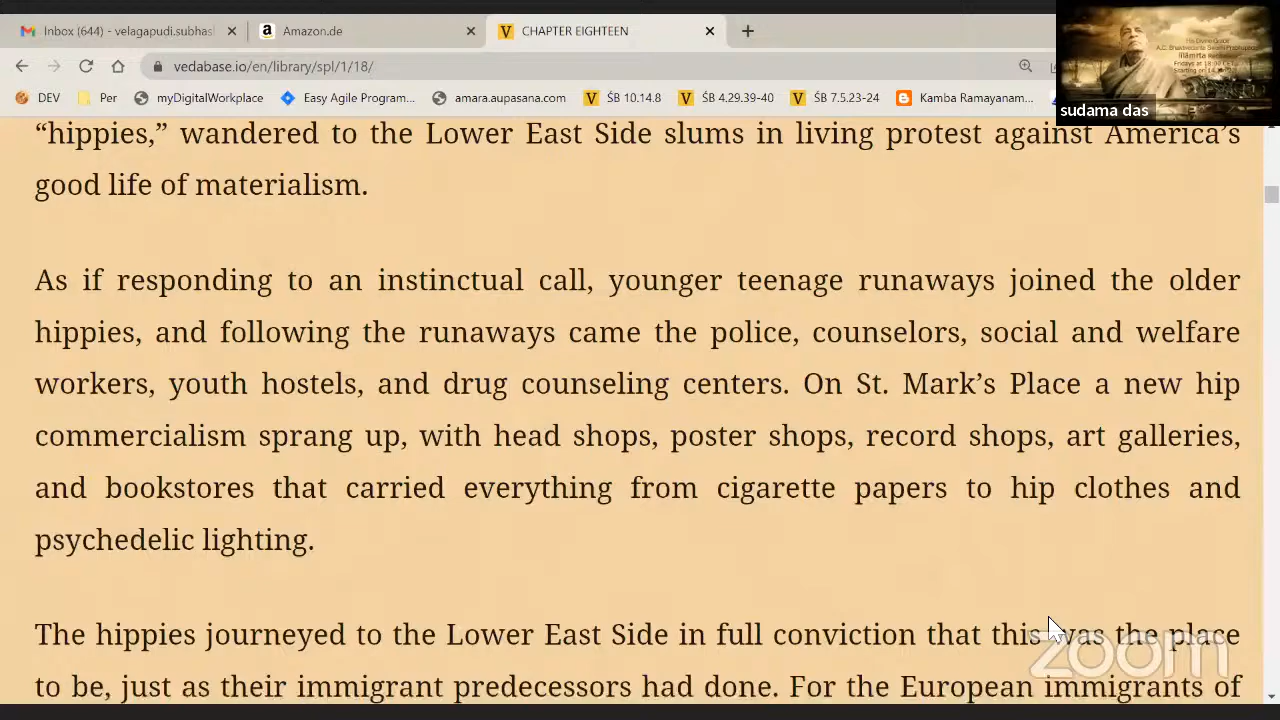 Inbox (644) - velagapudi.subhas
Amazon.de
CHAPTER EIGHTEEN
vedabase.io/en/library/spl/1/18/
DEV
Per
myDigitalWorkplace
Easy Agile Program...
amara.aupasana.com
ŚB 10.14.8
ŚB 4.29.39-40
ŚB 7.5.23-24
Kamba Ramayanam...
His Divine Grace
A.C. Bhaktivedanta Swami Prabhupada
sudama das
“hippies,” wandered to the Lower East Side slums in living protest against America’s
good life of materialism.
As if responding to an instinctual call, younger teenage runaways joined the older
hippies, and following the runaways came the police, counselors, social and welfare
workers, youth hostels, and drug counseling centers. On St. Mark’s Place a new hip
commercialism sprang up, with head shops, poster shops, record shops, art galleries,
and bookstores that carried everything from cigarette papers to hip clothes and
psychedelic lighting.
The hippies journeyed to the Lower East Side in full conviction that this was the place
to be, just as their immigrant predecessors had done. For the European immigrants of
zoom